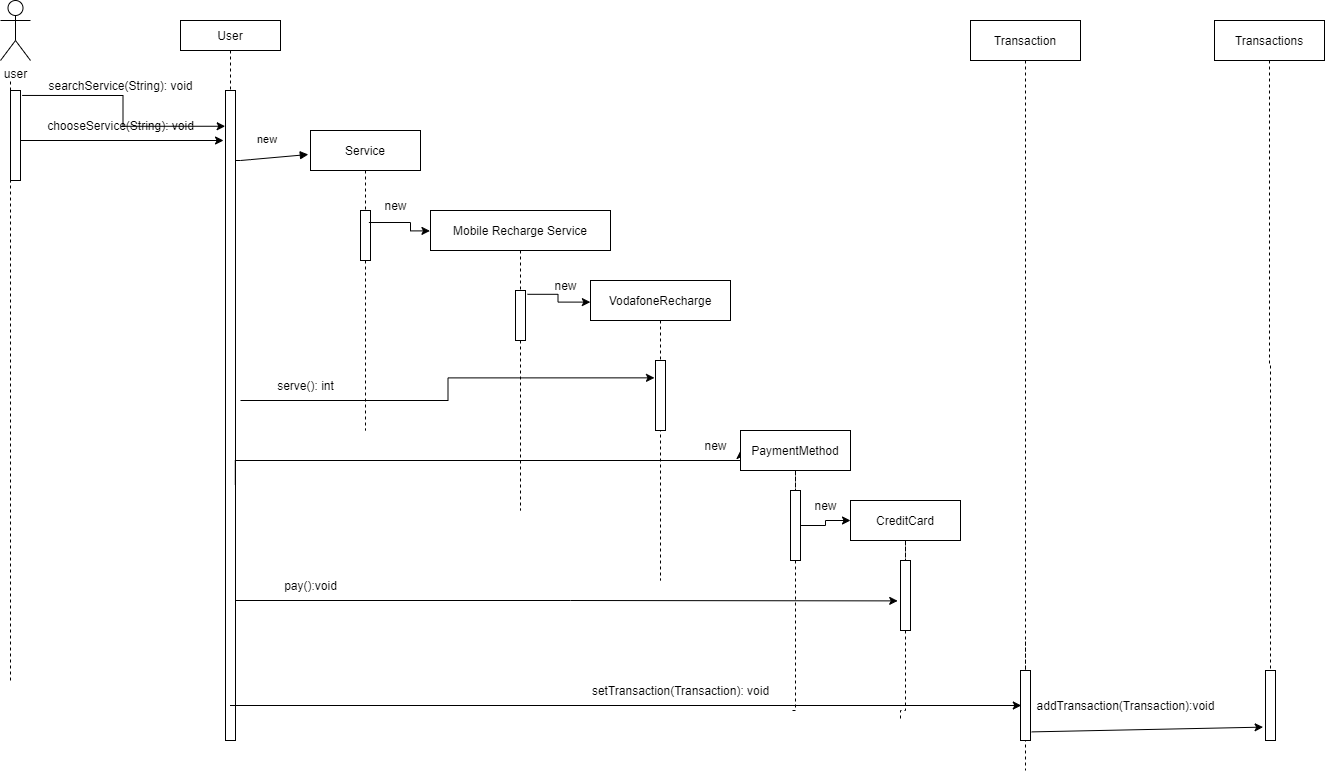 User
Transaction
Transactions
user
searchService(String): void
chooseService(String): void
new
Service
new
Mobile Recharge Service
new
VodafoneRecharge
serve(): int
new
PaymentMethod
new
CreditCard
pay():void
setTransaction(Transaction): void
addTransaction(Transaction):void